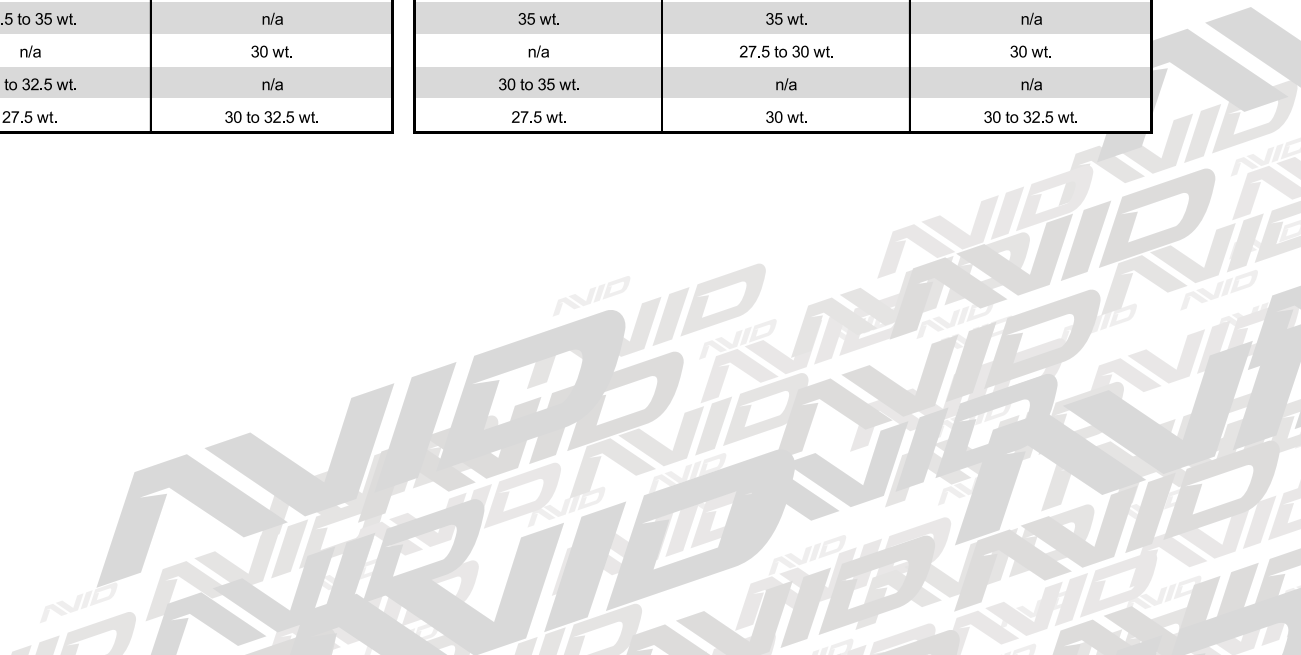 .5 to 35 wt. n/a 35 wt. 35 wt. n/a
n/a 30 wt. n/a 27.5 to 30 wt. 30 wt.
to 32.5 wt. n/a 30 to 35 wt. n/a n/a
27.5 wt. 30 to 32.5 wt. 27.5 wt. 30 wt. 30 to 32.5 wt.
AVID